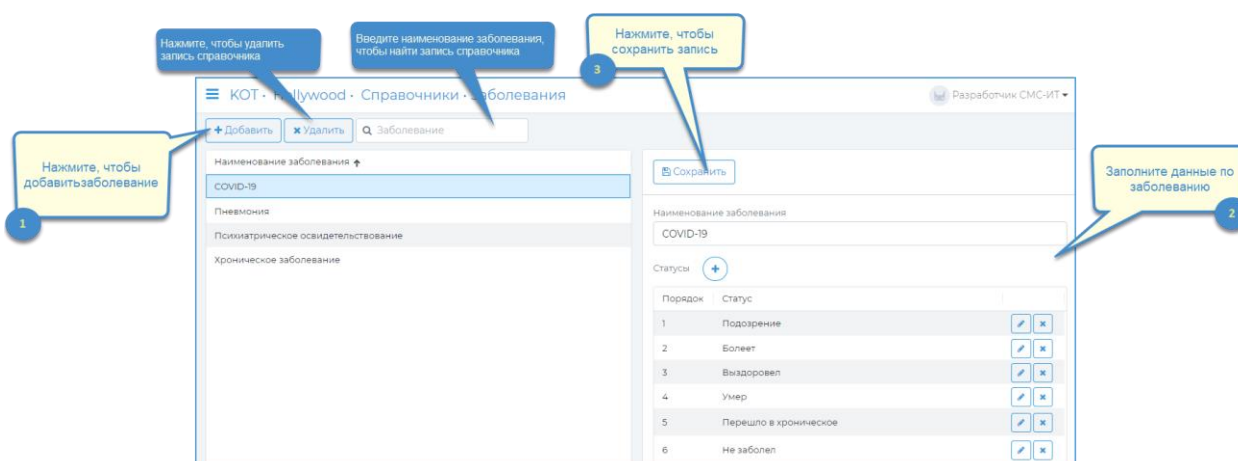 Нажмите, чтобы удалить
запись справочника
Введите наименование заболевания,
чтобы найти запись справочника
Нажмите, чтобы
сохранить запись
3
КОТ · Hollywood · Справочники · Заболевания
Разработчик СМС-ИТ
Добавить
Удалить
Заболевание
Нажмите, чтобы
добавитьзаболевание
1
Наименование заболевания
COVID-19
Пневмония
Психиатрическое освидетельствование
Хроническое заболевание
Сохранить
Заполните данные по
заболеванию
2
Наименование заболевания
COVID-19
Статусы
Порядок Статус
1 Подозрение
2 Болеет
3 Выздоровел
4 Умер
5 Перешло в хроническое
6 Не заболел